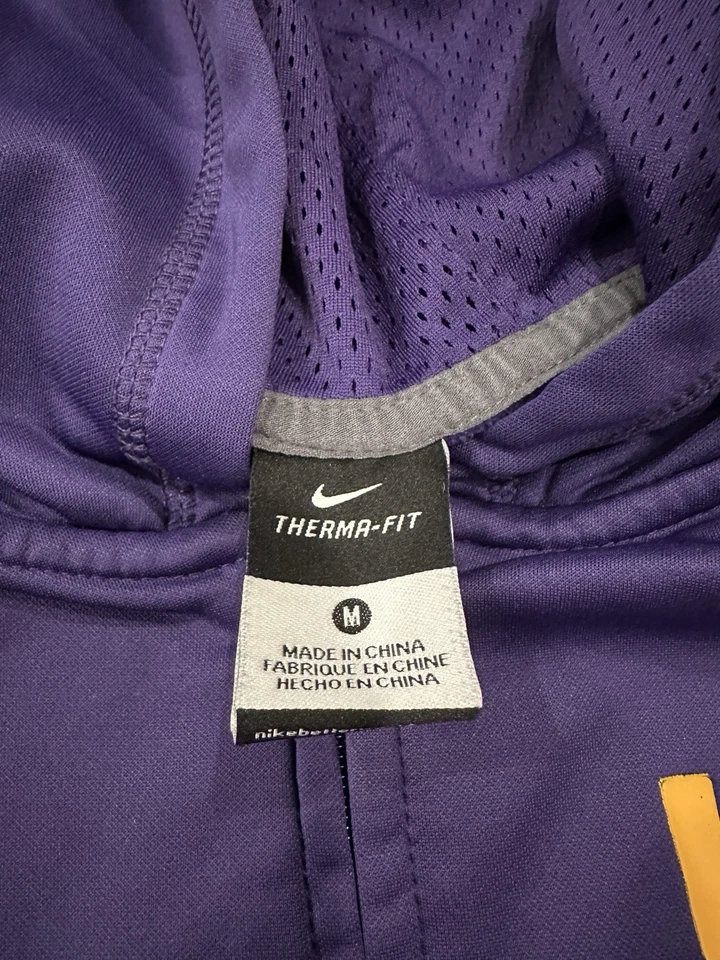 THERMA-FIT
M
MADE IN CHINA
FABRIQUE EN CHINE
HECHO EN CHINA